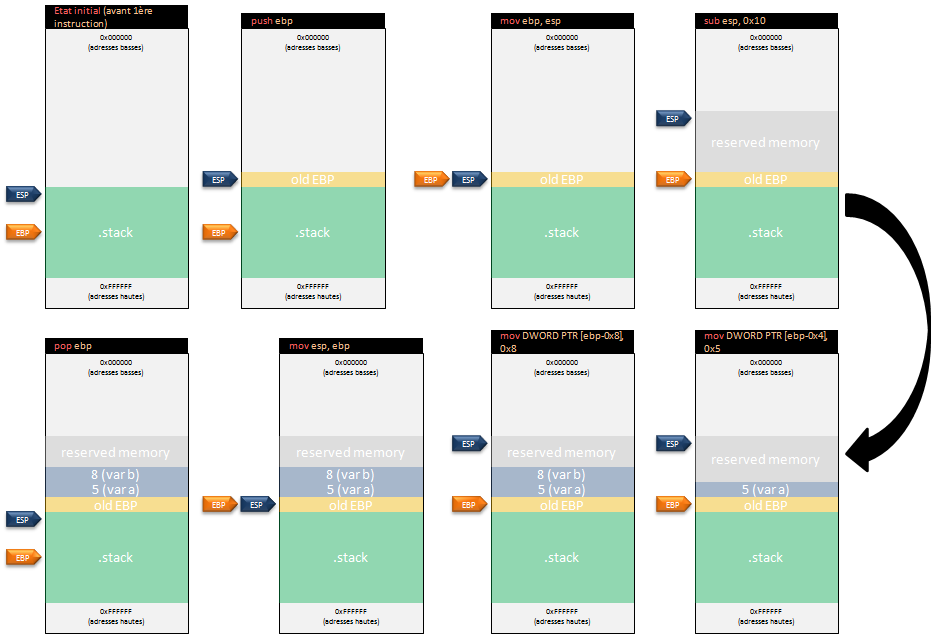 Etat initial (avant 1ère
instruction)
0x000000
(adresses basses)
ESP
EBP
.stack
0xFFFFFF
(adresses hautes)
push ebp
0x000000
(adresses basses)
ESP
old EBP
EBP
.stack
0xFFFFFF
(adresses hautes)
mov ebp, esp
0x000000
(adresses basses)
EBP
ESP
old EBP
.stack
0xFFFFFF
(adresses hautes)
sub esp, 0x10
0x000000
(adresses basses)
ESP
reserved memory
EBP
old EBP
.stack
0xFFFFFF
(adresses hautes)
pop ebp
0x000000
(adresses basses)
reserved memory
8 (var b)
5 (var a)
old EBP
ESP
EBP
.stack
0xFFFFFF
(adresses hautes)
mov esp, ebp
0x000000
(adresses basses)
reserved memory
8 (var b)
5 (var a)
EBP
ESP
old EBP
.stack
0xFFFFFF
(adresses hautes)
mov DWORD PTR [ebp-0x8],
0x8
0x000000
(adresses basses)
ESP
reserved memory
8 (var b)
5 (var a)
EBP
old EBP
.stack
0xFFFFFF
(adresses hautes)
mov DWORD PTR [ebp-0x4],
0x5
0x000000
(adresses basses)
ESP
reserved memory
5 (var a)
EBP
old EBP
.stack
0xFFFFFF
(adresses hautes)